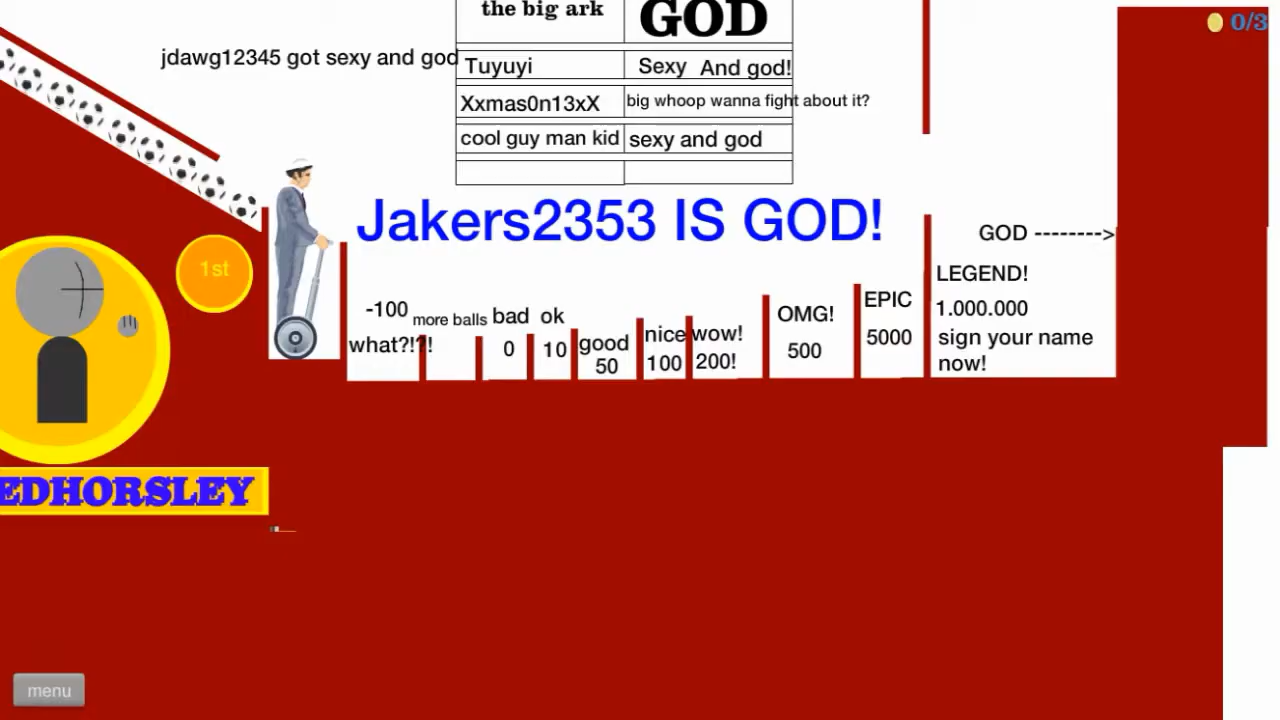 the big ark GOD
0/3
jdawg12345 got sexy and god
Tuyuyi Sexy And god!
XxmasOn13xX big whoop wanna fight about it?
cool guy man kid sexy and god
Jakers2353 IS GOD!
GOD -------->
1st
LEGEND!
1.000.000
sign your name
now!
EPIC
5000
OMG!
500
-100 more balls bad ok
what?!?! 0 10 good
50
nice wow!
100 200!
EDHORSLEY
menu